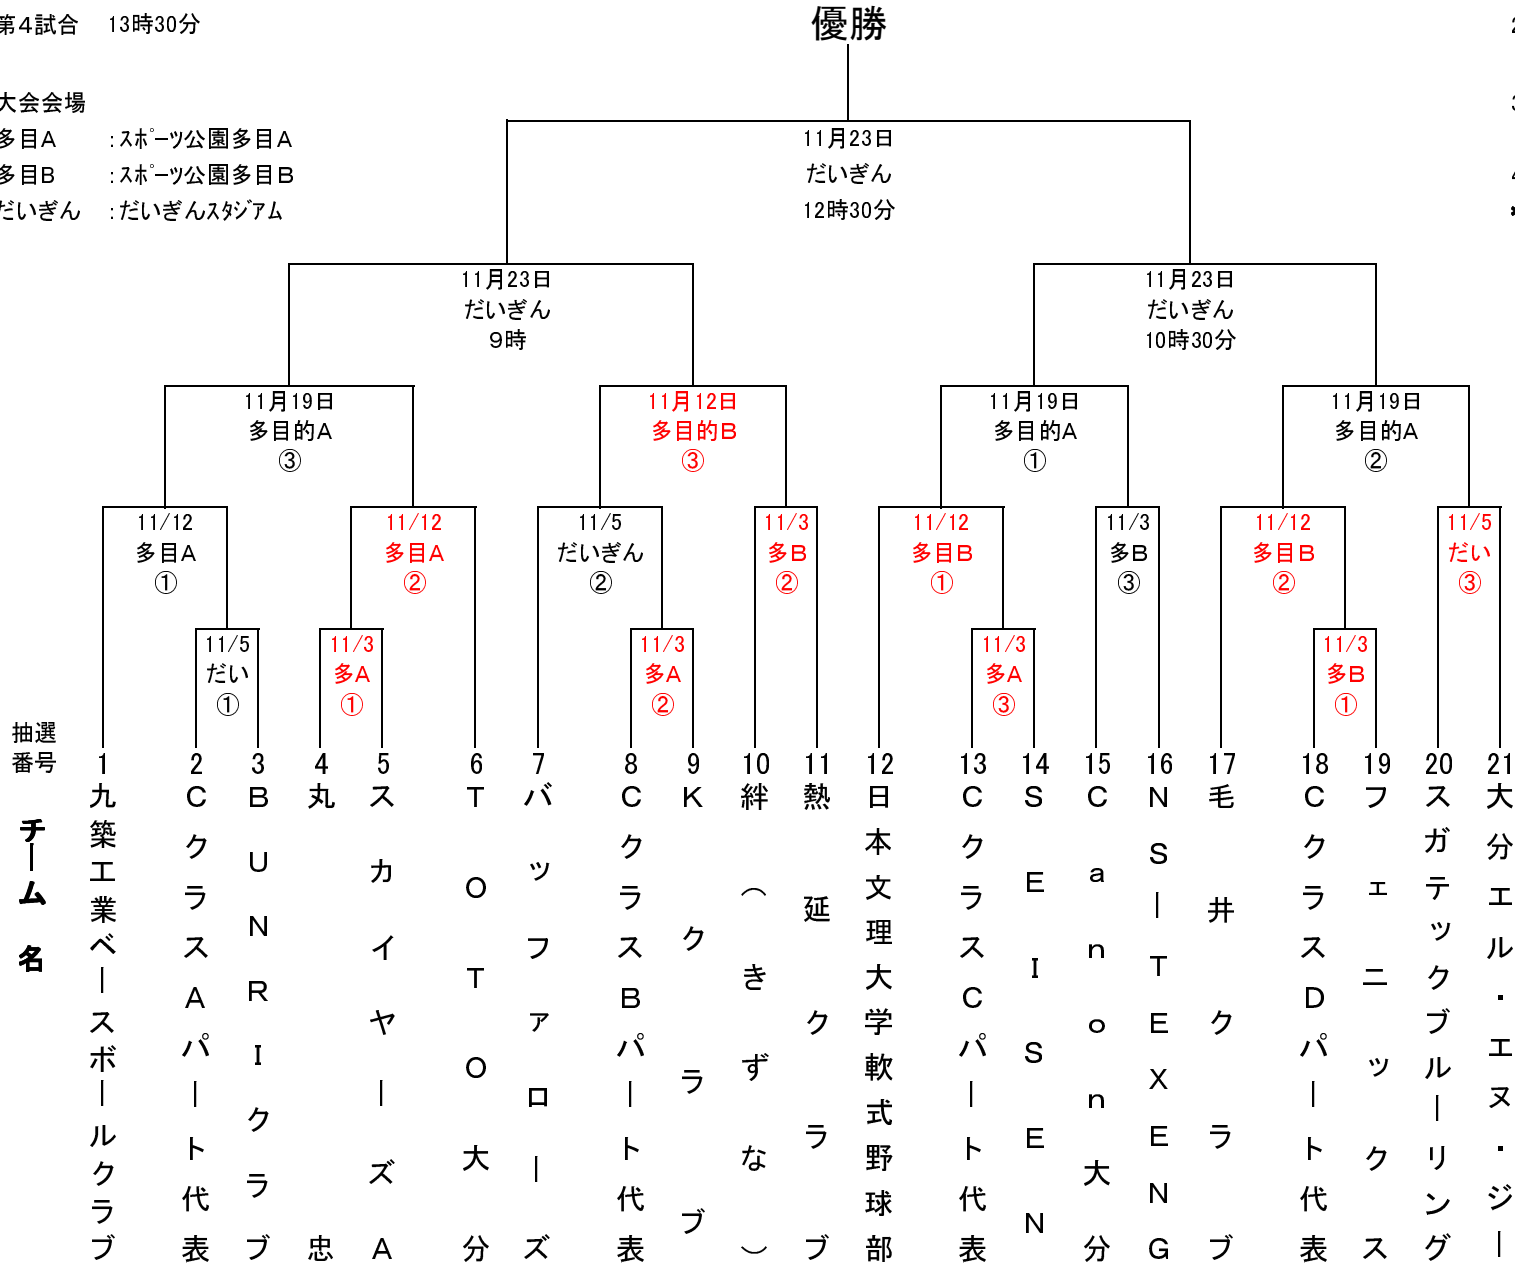 第4試合 13時30分
優勝
大会会場
多目A :スポーツ公園多目A
多目B :スポーツ公園多目B
だいぎん :だいぎんスタジアム
11月23日
だいぎん
12時30分
11月23日
だいぎん
9時
11月23日
だいぎん
10時30分
11月19日
多目的A
③
11月12日
多目的B
③
11月19日
多目的A
①
11月19日
多目的A
②
11/12
多目A
①
11/12
多目A
②
11/5
だいぎん
②
11/3
多B
②
11/12
多目B
①
11/3
多B
③
11/12
多目B
②
11/5
だい
③
11/5
だい
①
11/3
多A
①
11/3
多A
②
11/3
多A
③
11/3
多B
①
抽選
番号
1 2 3 4 5 6 7 8 9 10 11 12 13 14 15 16 17 18 19 20 21
チーム名
九築工業ベースボールクラブ
CクラスAパート代表
BUNRIクラブ
丸忠
スカイヤーズA
TOTO大分
バッファローズ
CクラスBパート代表
Kクラブ
絆(きずな)
熱延クラブ
日本文理大学軟式野球部
CクラスCパート代表
SEISEN
Canon大分
NS-TEXENG
毛井クラブ
CクラスDパート代表
フェニックス
スガテックブルーリング
大分エル・エヌ・ジー